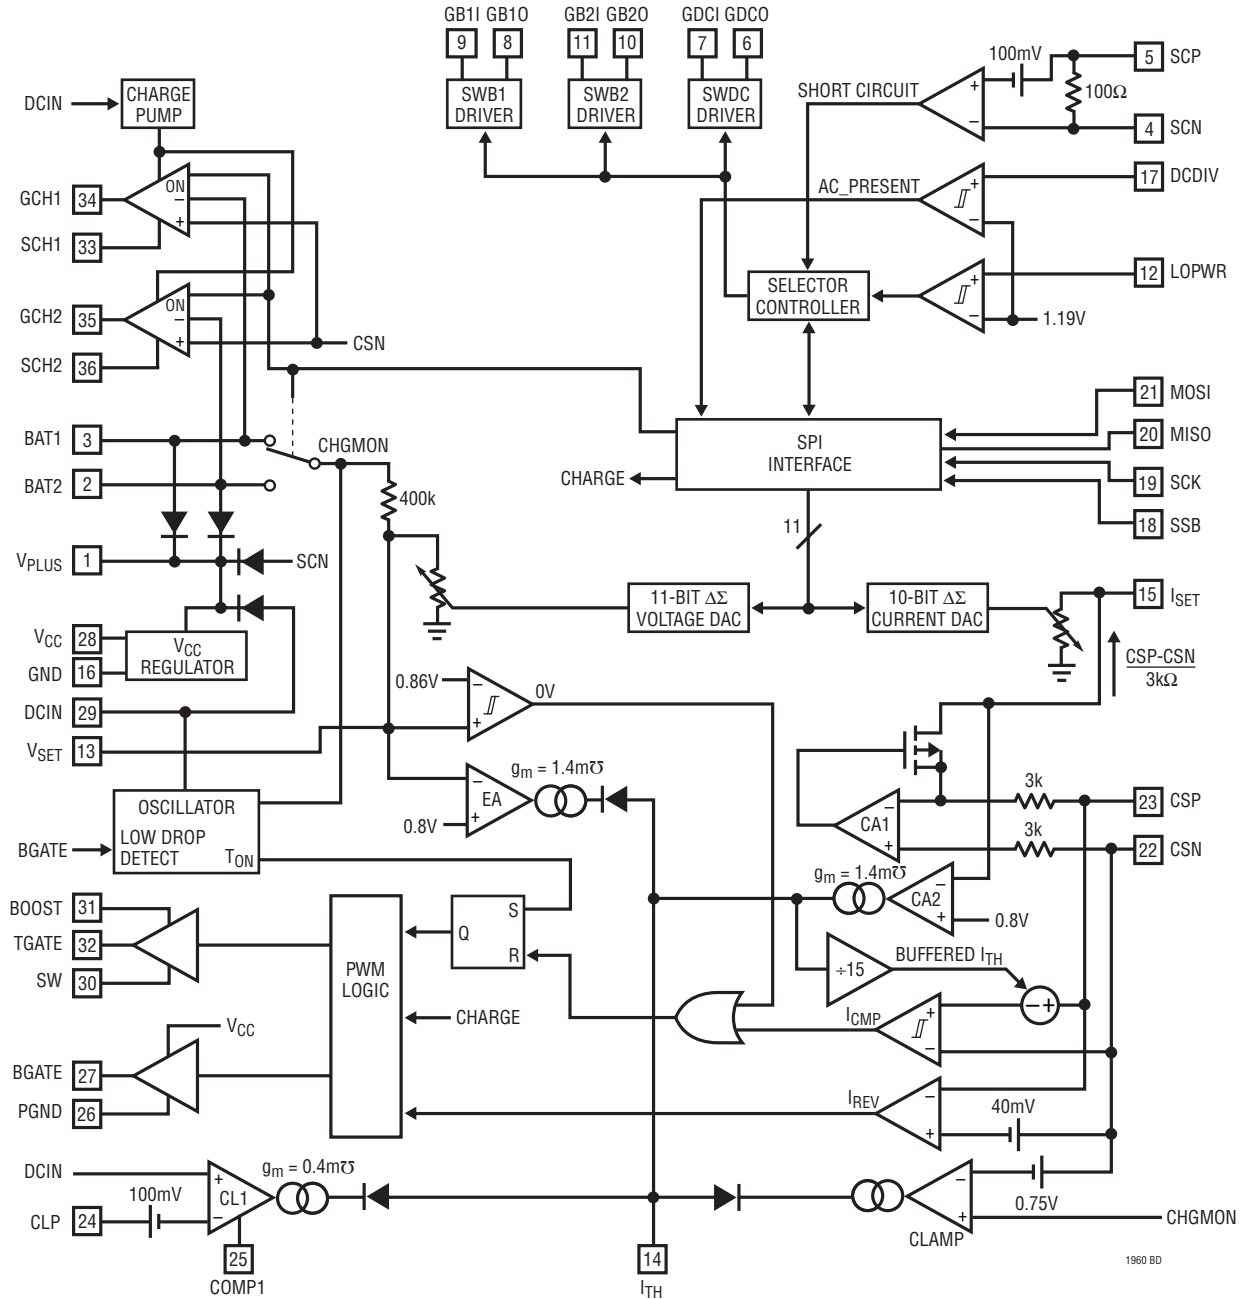 GB1I GB1O GB2I GB2O GDCI GDCO
9 8 11 10 7 6
SWB1 DRIVER
SWB2 DRIVER
SWDC DRIVER
100mV
5 SCP
100Ω
SHORT CIRCUIT
+
–
4 SCN
DCIN
CHARGE PUMP
17 DCDIV
AC_PRESENT
+
–
GCH1 34
ON
–
+
SCH1 33
12 LOPWR
SELECTOR CONTROLLER
+
–
1.19V
GCH2 35
ON
–
+
CSN
SCH2 36
21 MOSI
BAT1 3
CHGMON
SPI INTERFACE
20 MISO
BAT2 2
CHARGE
19 SCK
400k
18 SSB
11
VPLUS 1
SCN
11-BIT ΔΣ VOLTAGE DAC
10-BIT ΔΣ CURRENT DAC
15 ISET
VCC 28
VCC REGULATOR
GND 16
CSP-CSN
3kΩ
0.86V
–
+
0V
DCIN 29
VSET 13
gm = 1.4m℧
–
EA
+
0.8V
OSCILLATOR
LOW DROP DETECT
TON
BGATE
3k
23 CSP
–
CA1
+
3k
22 CSN
gm = 1.4m℧
–
CA2
+
0.8V
BOOST 31
TGATE 32
SW 30
S
Q
R
PWM LOGIC
÷15
BUFFERED ITH
–+
CHARGE
ICMP
+
–
VCC
BGATE 27
PGND 26
IREV
–
+
40mV
DCIN
gm = 0.4m℧
+
CL1
–
100mV
CLP 24
–
+
0.75V
CHGMON
CLAMP
25
COMP1
14
ITH
1960 BD